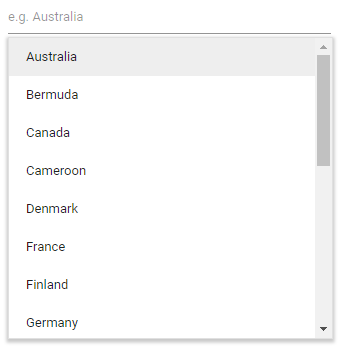 e.g. Australia
Australia
Bermuda
Canada
Cameroon
Denmark
France
Finland
Germany